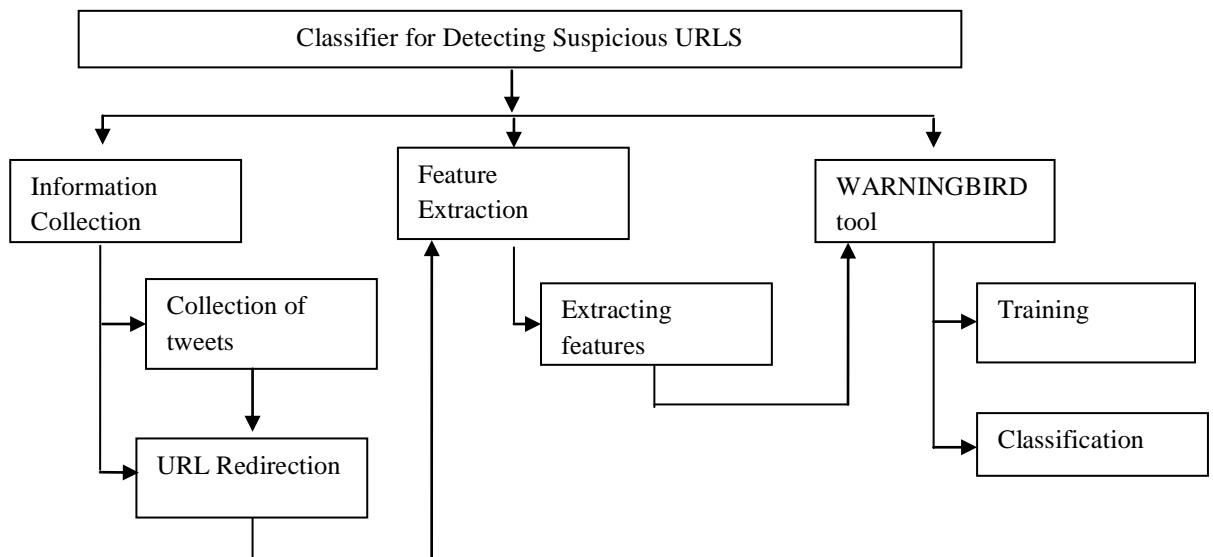 Classifier for Detecting Suspicious URLS
Information
Collection
Feature
Extraction
WARNINGBIRD
tool
Collection of
tweets
Extracting
features
Training
URL Redirection
Classification